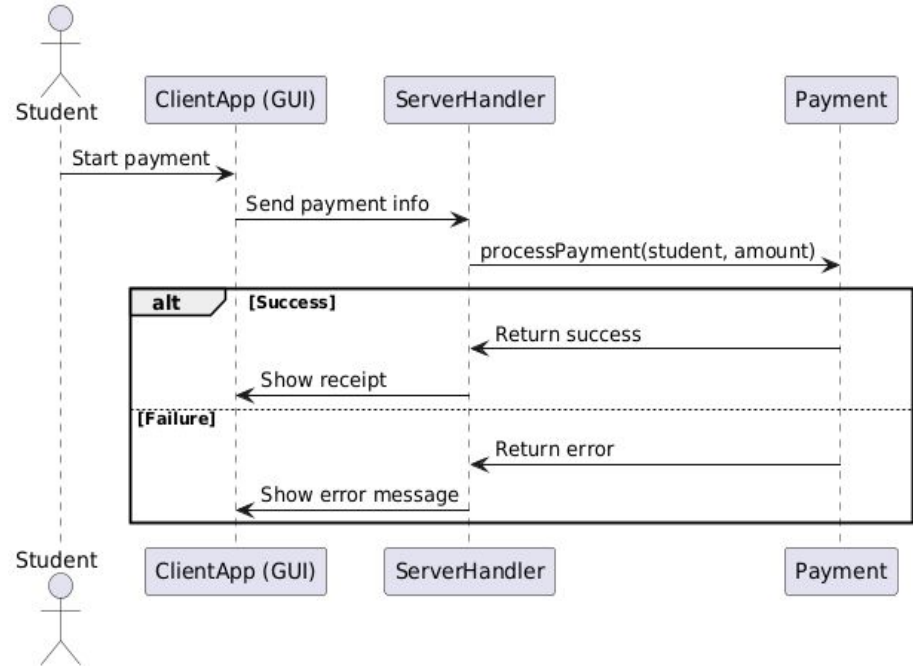 Student
ClientApp (GUI)
ServerHandler
Payment
Start payment
Send payment info
processPayment(student, amount)
alt
[Success]
Return success
Show receipt
[Failure]
Return error
Show error message
Student
ClientApp (GUI)
ServerHandler
Payment